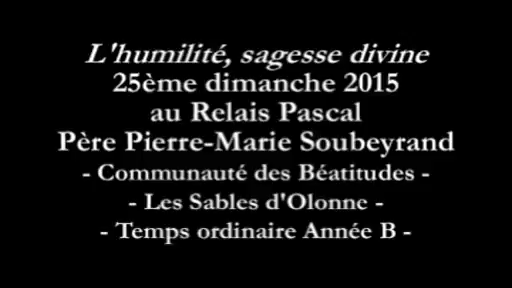 L'humilité, sagesse divine
25ème dimanche 2015
au Relais Pascal
Père Pierre-Marie Soubeyrand
- Communauté des Béatitudes -
- Les Sables d'Olonne -
- Temps ordinaire Année B -